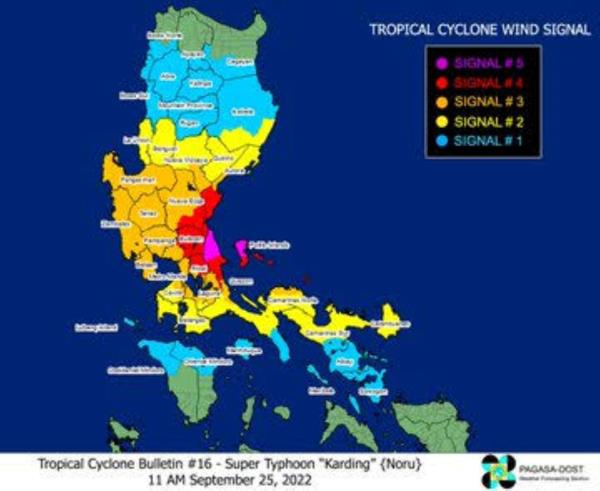 TROPICAL CYCLONE WIND SIGNAL
SIGNAL # 5
SIGNAL # 4
SIGNAL # 3
SIGNAL # 2
SIGNAL # 1
Ilocos Norte
Apayao
Cagayan
Abra
Kalinga
Ilocos Sur
Mountain Province
Isabela
Ifugao
La Union
Benguet
Nueva Vizcaya
Quirino
Aurora
Pangasinan
Nueva Ecija
Tarlac
Zambales
Pampanga
Bulacan
Polillo Islands
Bataan
Metro Manila
Rizal
Quezon
Cavite
Laguna
Camarines Norte
Batangas
Catanduanes
Lubang Island
Camarines Sur
Marinduque
Albay
Occidental Mindoro
Oriental Mindoro
Sorsogon
Tropical Cyclone Bulletin #16 - Super Typhoon "Karding" {Noru}
11 AM September 25, 2022
PAGASA-DOST
Weather Forecasting Section